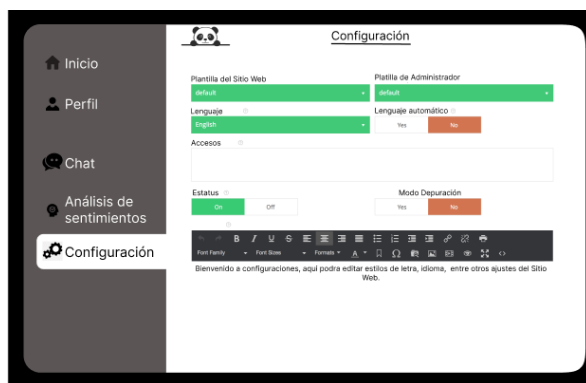 Configuración
Inicio
Perfil
Chat
Análisis de
sentimientos
Configuración
Plantilla del Sitio Web
Platilla de Administrador
default
default
Lenguaje
Lenguaje automático
English
Yes
No
Accesos
Estatus
Modo Depuración
On
Off
Yes
No
B I U S
Font Family
Font Sizes
Formats
A
Bienvenido a configuraciones, aqui podra editar estilos de letra, idioma, entre otros ajustes del Sitio
Web.